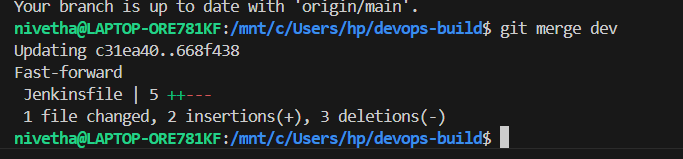 Your branch is up to date with 'origin/main'.
nivetha@LAPTOP-ORE781KF:/mnt/c/Users/hp/devops-build$ git merge dev
Updating c31ea40..668f438
Fast-forward
 Jenkinsfile | 5 ++---
 1 file changed, 2 insertions(+), 3 deletions(-)
nivetha@LAPTOP-ORE781KF:/mnt/c/Users/hp/devops-build$